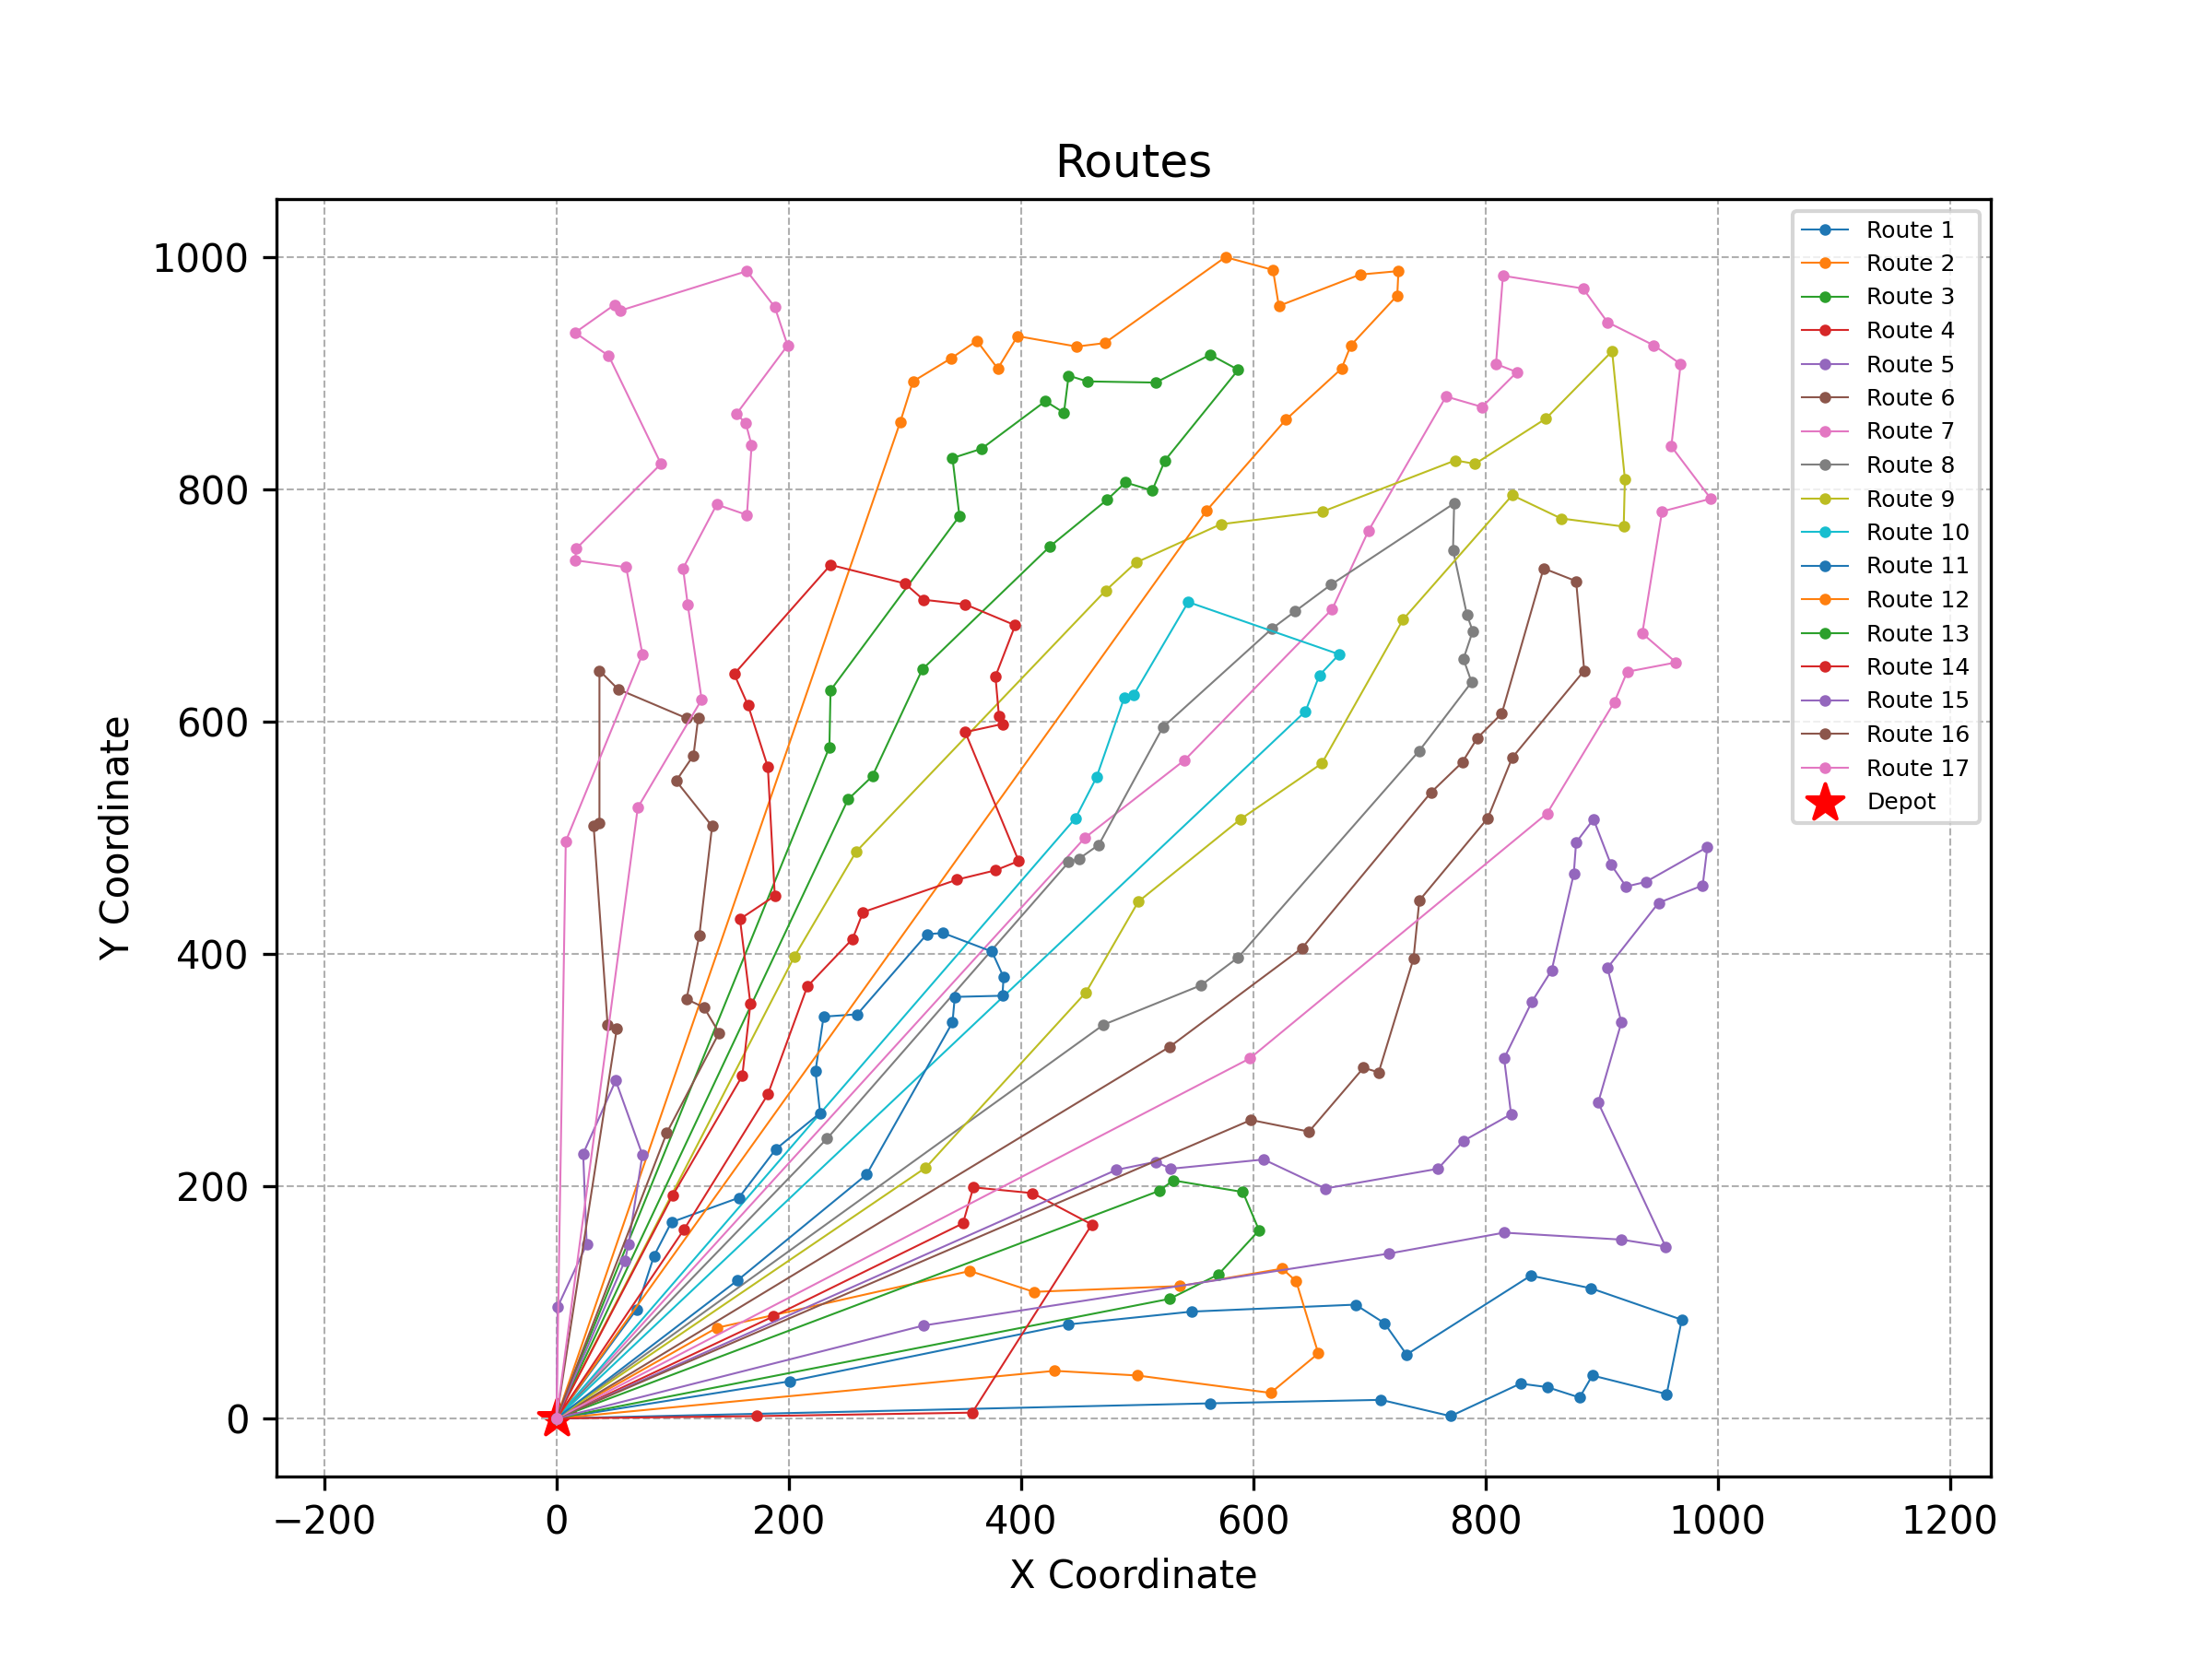 Routes
1000
800
600
400
200
0
Y Coordinate
−200
0
200
400
600
800
1000
1200
X Coordinate
Route 1
Route 2
Route 3
Route 4
Route 5
Route 6
Route 7
Route 8
Route 9
Route 10
Route 11
Route 12
Route 13
Route 14
Route 15
Route 16
Route 17
Depot